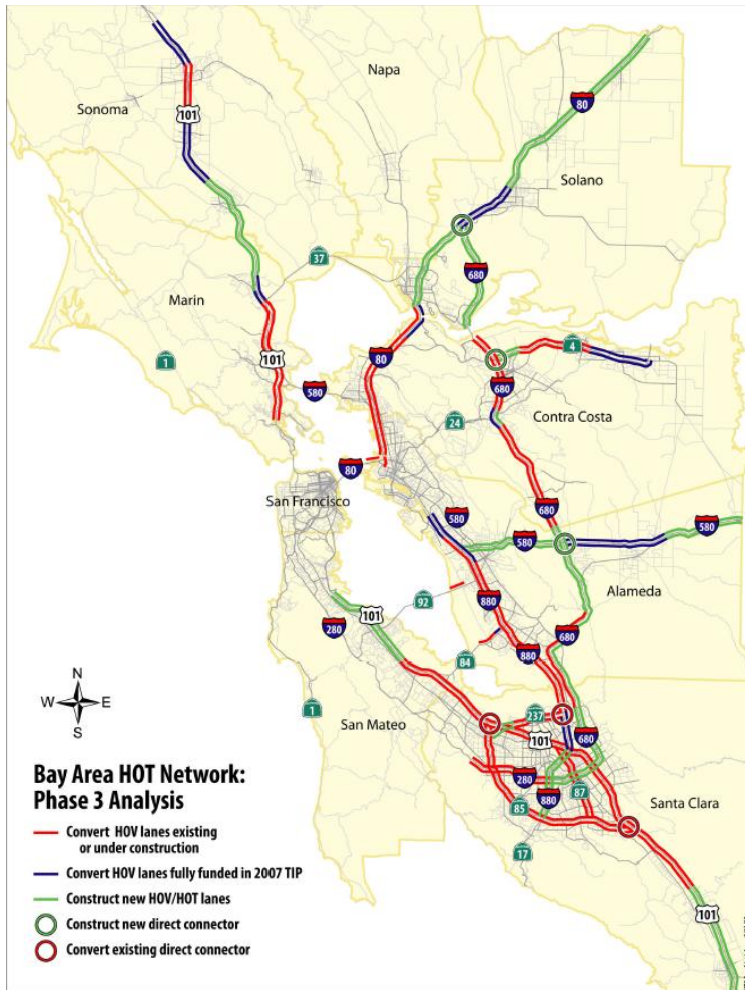 Napa
Sonoma
101
80
Solano
680
37
Marin
101
1
80
4
580
680
Contra Costa
24
80
San Francisco
680
580
580
580
Alameda
92
880
101
280
680
880
84
N
W E
S
1
San Mateo
237
101
680
280
87
880
85
Santa Clara
17
101
Bay Area HOT Network:
Phase 3 Analysis
Convert HOV lanes existing
or under construction
Convert HOV lanes fully funded in 2007 TIP
Construct new HOV/HOT lanes
Construct new direct connector
Convert existing direct connector